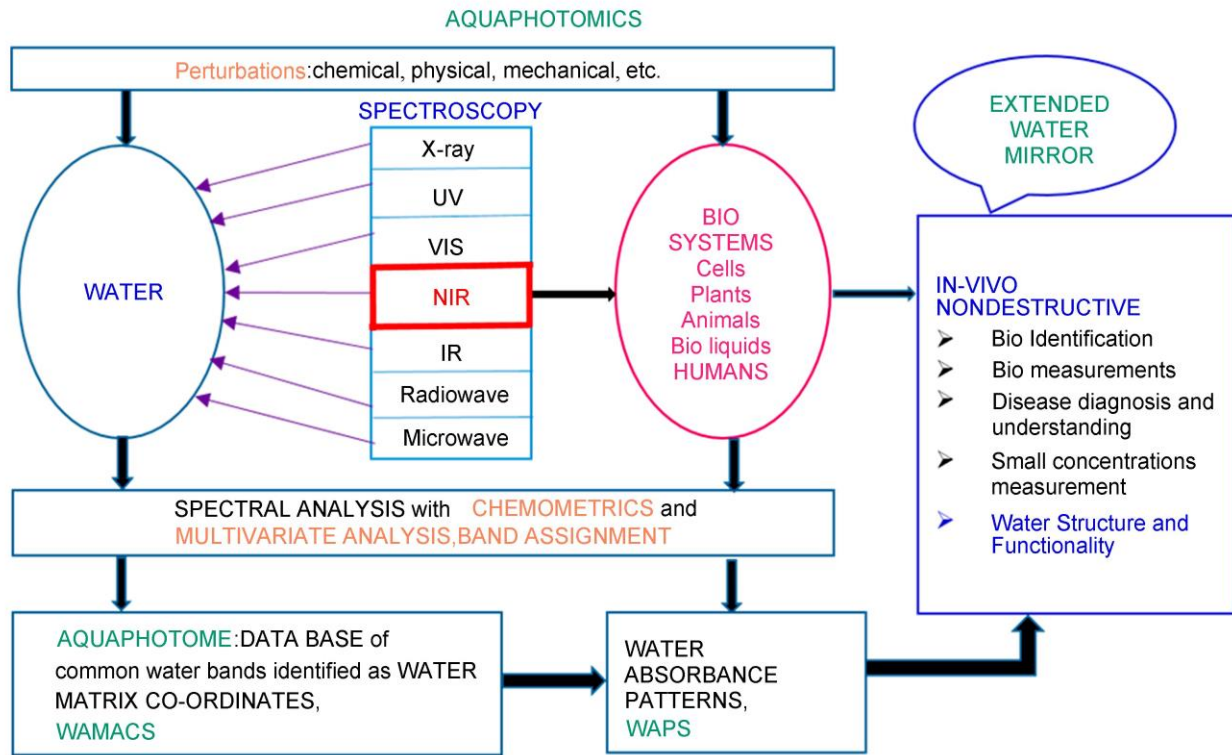 AQUAPHOTOMICS
Perturbations:chemical, physical, mechanical, etc.
SPECTROSCOPY
X-ray
UV
VIS
NIR
IR
Radiowave
Microwave
WATER
BIO
SYSTEMS
Cells
Plants
Animals
Bio liquids
HUMANS
EXTENDED
WATER
MIRROR
IN-VIVO
NONDESTRUCTIVE
Bio Identification
Bio measurements
Disease diagnosis and
understanding
Small concentrations
measurement
Water Structure and
Functionality
SPECTRAL ANALYSIS with CHEMOMETRICS and
MULTIVARIATE ANALYSIS,BAND ASSIGNMENT
AQUAPHOTOME:DATA BASE of
common water bands identified as WATER
MATRIX CO-ORDINATES,
WAMACS
WATER
ABSORBANCE
PATTERNS,
WAPS